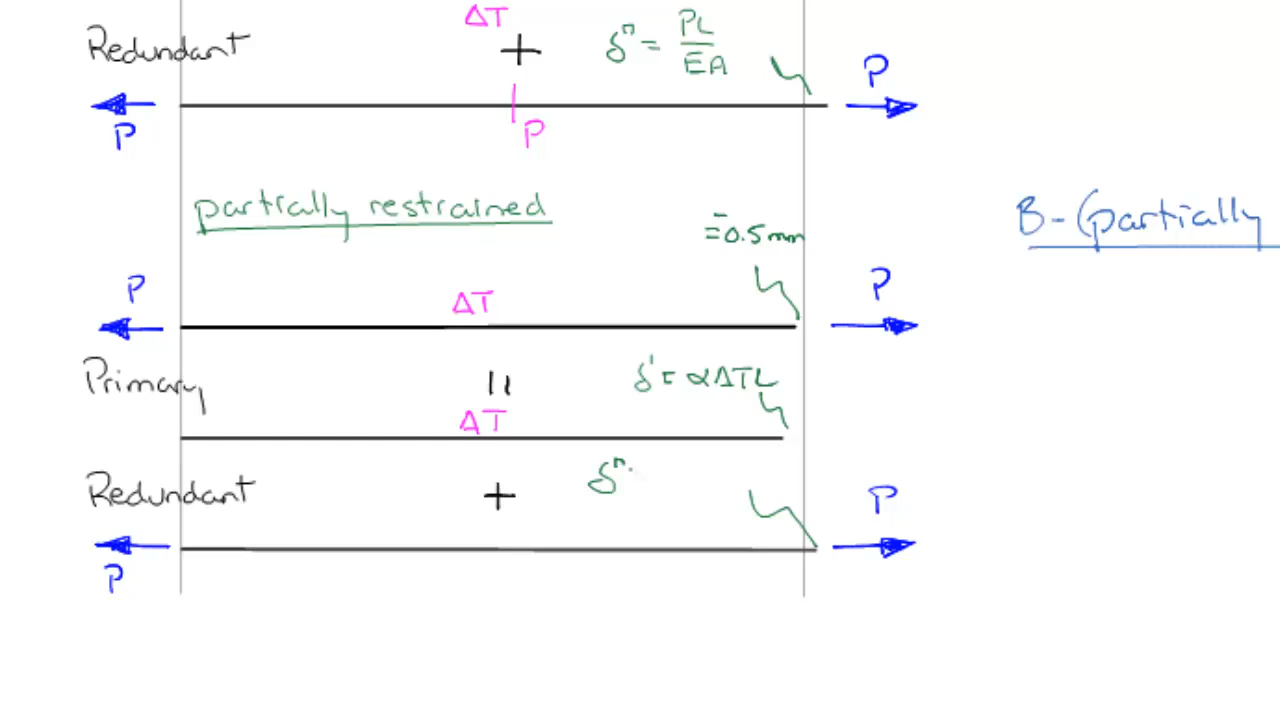 ΔT
Redundant + δ" = PL/EA
P P
P
partially restrained
B-(partially
=-0.5mm
P ΔT P
Primary || δ' = αΔTL
ΔT
Redundant + δ" P
P